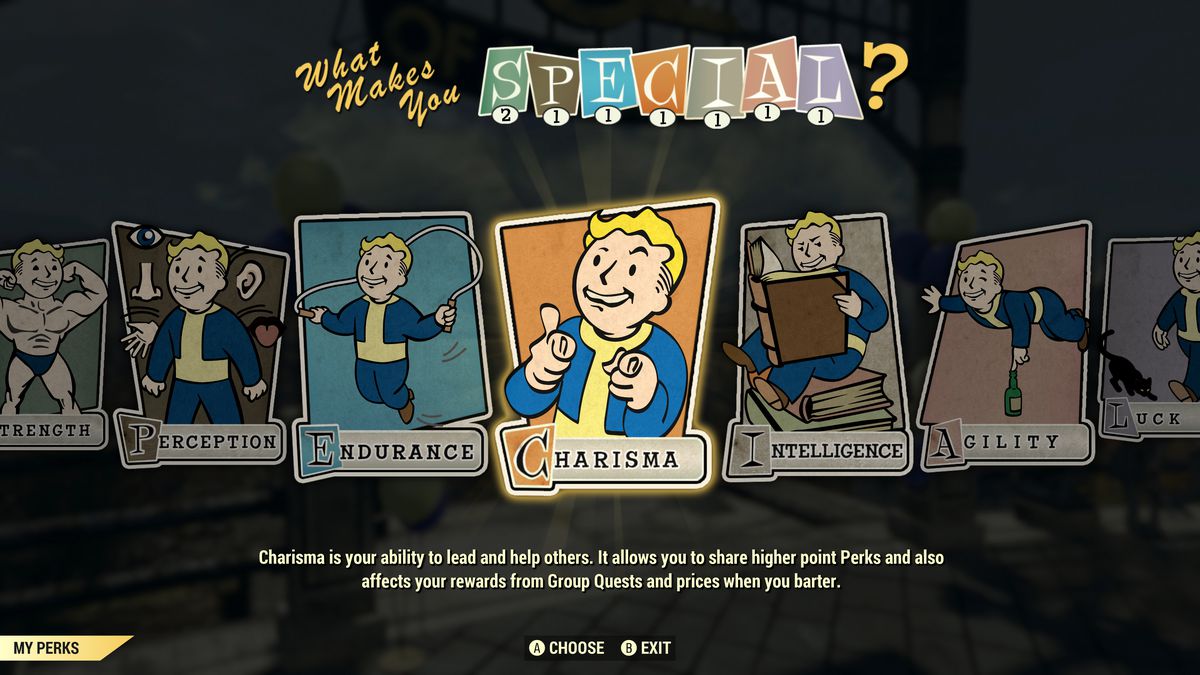 What
Makes
You
SPECIAL?
2 1 1 1 1 1 1
TRENGTH
PERCEPTION
ENDURANCE
CHARISMA
INTELLIGENCE
AGILITY
LUCK
Charisma is your ability to lead and help others. It allows you to share higher point Perks and also
affects your rewards from Group Quests and prices when you barter.
MY PERKS
A CHOOSE B EXIT